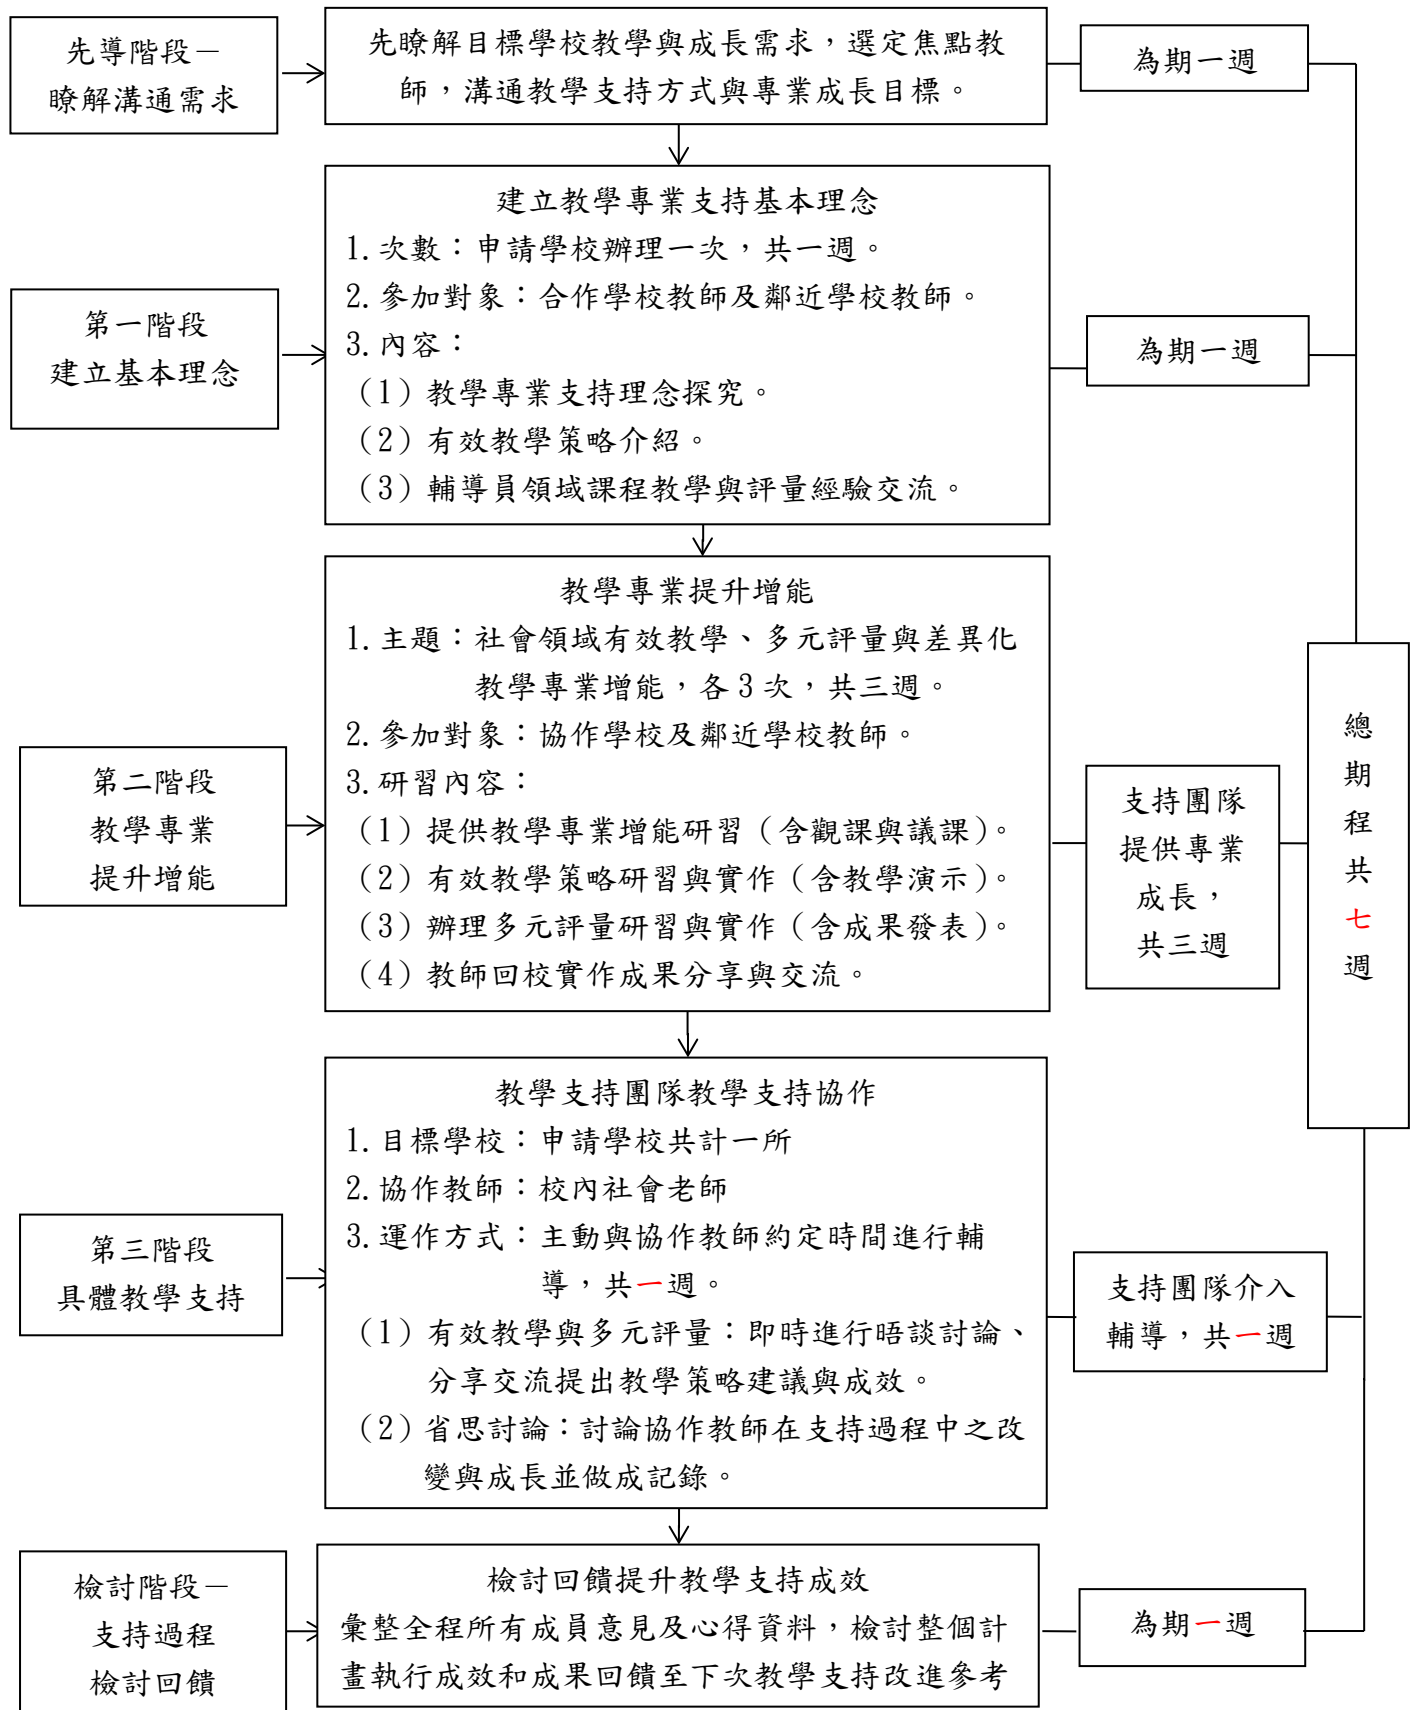 先導階段－
瞭解溝通需求
先瞭解目標學校教學與成長需求，選定焦點教
師，溝通教學支持方式與專業成長目標。
為期一週
第一階段
建立基本理念
建立教學專業支持基本理念
1.次數：申請學校辦理一次，共一週。
2.參加對象：合作學校教師及鄰近學校教師。
3.內容：
（1）教學專業支持理念探究。
（2）有效教學策略介紹。
（3）輔導員領域課程教學與評量經驗交流。
為期一週
第二階段
教學專業
提升增能
教學專業提升增能
1.主題：社會領域有效教學、多元評量與差異化
教學專業增能，各3次，共三週。
2.參加對象：協作學校及鄰近學校教師。
3.研習內容：
（1）提供教學專業增能研習（含觀課與議課）。
（2）有效教學策略研習與實作（含教學演示）。
（3）辦理多元評量研習與實作（含成果發表）。
（4）教師回校實作成果分享與交流。
支持團隊
提供專業
成長，
共三週
總
期
程
共
七
週
第三階段
具體教學支持
教學支持團隊教學支持協作
1.目標學校：申請學校共計一所
2.協作教師：校內社會老師
3.運作方式：主動與協作教師約定時間進行輔
導，共一週。
（1）有效教學與多元評量：即時進行晤談討論、
分享交流提出教學策略建議與成效。
（2）省思討論：討論協作教師在支持過程中之改
變與成長並做成記錄。
支持團隊介入
輔導，共一週
檢討階段－
支持過程
檢討回饋
檢討回饋提升教學支持成效
彙整全程所有成員意見及心得資料，檢討整個計
畫執行成效和成果回饋至下次教學支持改進參考
為期一週